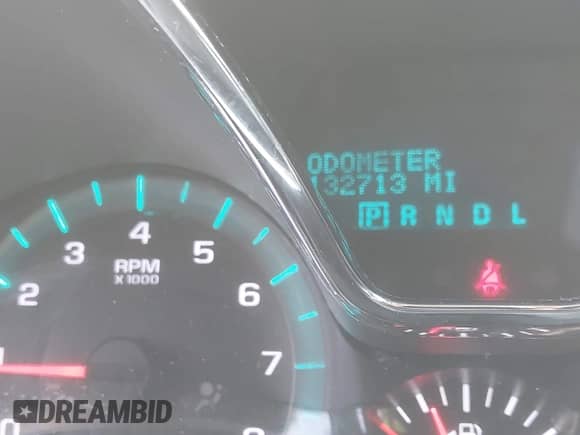 ODOMETER
132713 MI
P R N D L
2 3 4 5 6 7
RPM
X 1000
DREAMBID